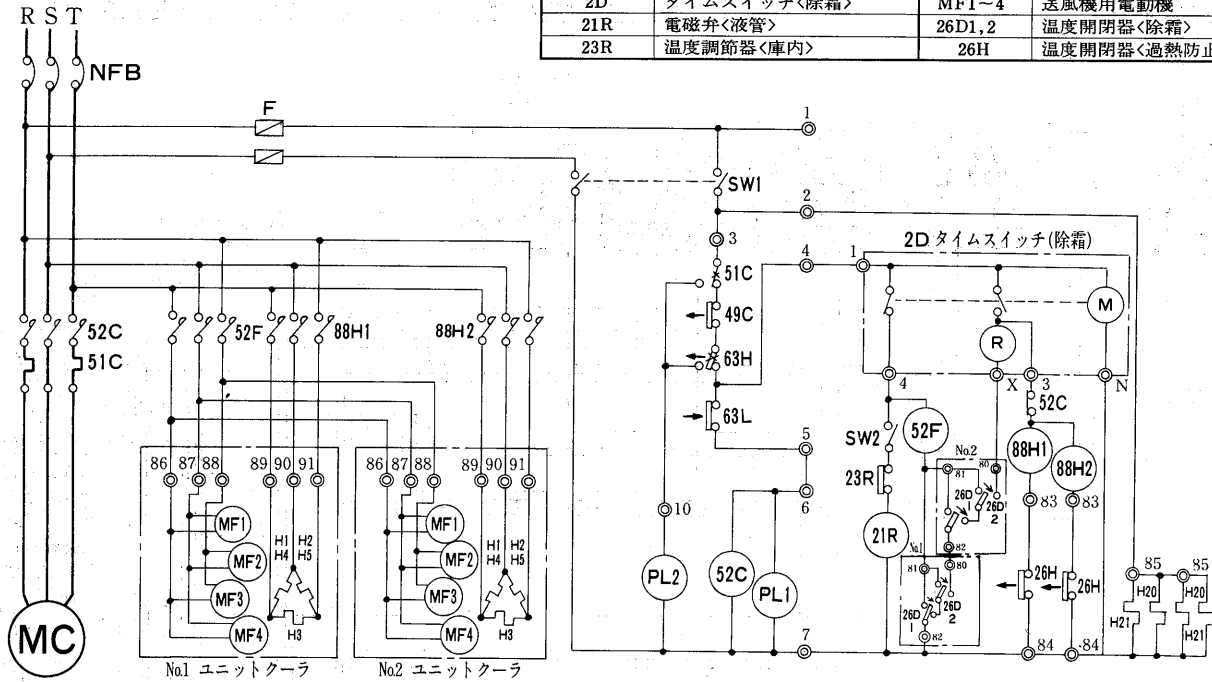 2D タイムスイッチ<除霜> MF1~4 送風機用電動機
21R 電磁弁<液管> 26D1,2 温度開閉器<除霜>
23R 温度調節器<庫内> 26H 温度開閉器<過熱防止
R S T
NFB
F
1
SW1
2
3
4
1
2D タイムスイッチ(除霜)
51C
49C
63H
63L
M
R
4
X
3
N
52C
52C
51C
52F
88H1
88H2
5
6
SW2
52F
23R
21R
88H1
88H2
No.2
81
80
26D
1
26D
2
82
No.1
81
80
26D
1
26D
2
82
83
83
26H
26H
84
84
85
85
H20
H20
H21
H21
10
PL2
52C
PL1
7
86 87 88 89 90 91
MF1
MF2
MF3
MF4
H1
H4
H2
H5
H3
No.1 ユニットクーラ
86 87 88 89 90 91
MF1
MF2
MF3
MF4
H1
H4
H2
H5
H3
No.2 ユニットクーラ
MC